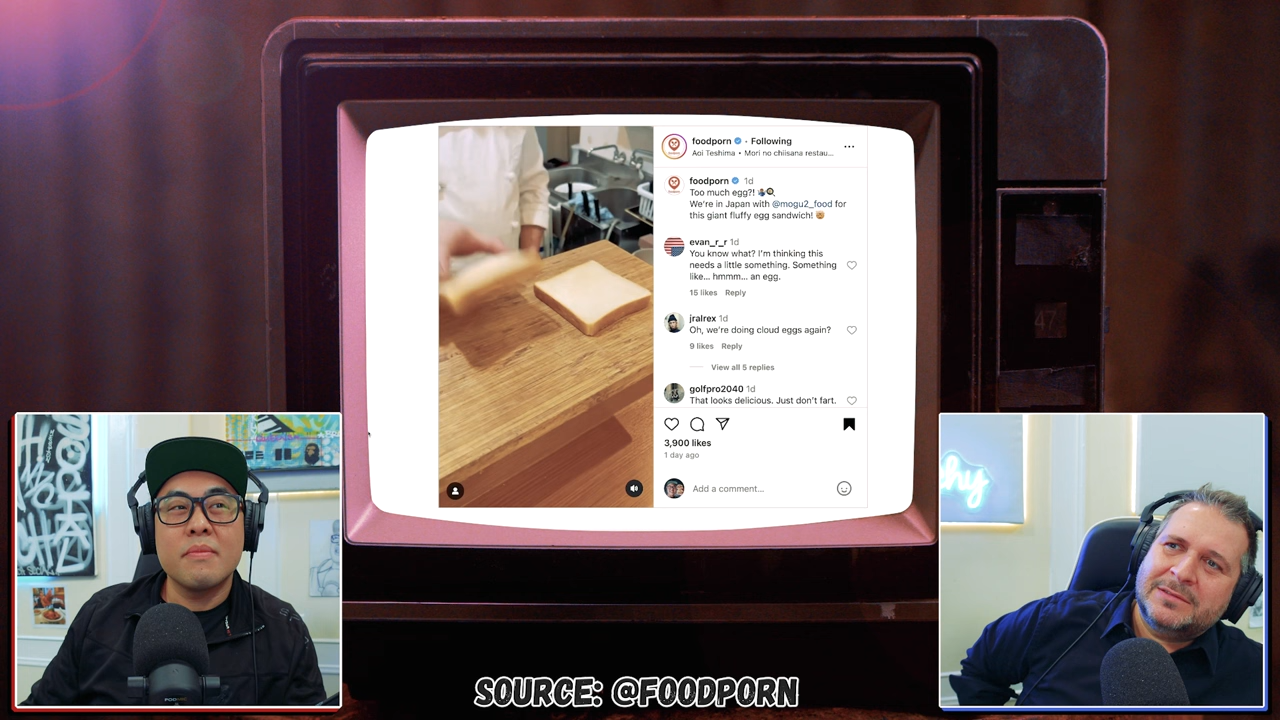 foodporn • Following
Aoi Teshima • Mori no chiisana restau...
foodporn 1d
Too much egg?!
We're in Japan with @mogu2_food for
this giant fluffy egg sandwich!
evan_r_r 1d
You know what? I'm thinking this
needs a little something. Something
like... hmmm... an egg.
15 likes Reply
jralrex 1d
Oh, we're doing cloud eggs again?
9 likes Reply
View all 5 replies
golfpro2040 1d
That looks delicious. Just don't fart.
3,900 likes
1 day ago
Add a comment...
47
hy
SOURCE: @FOODPORN